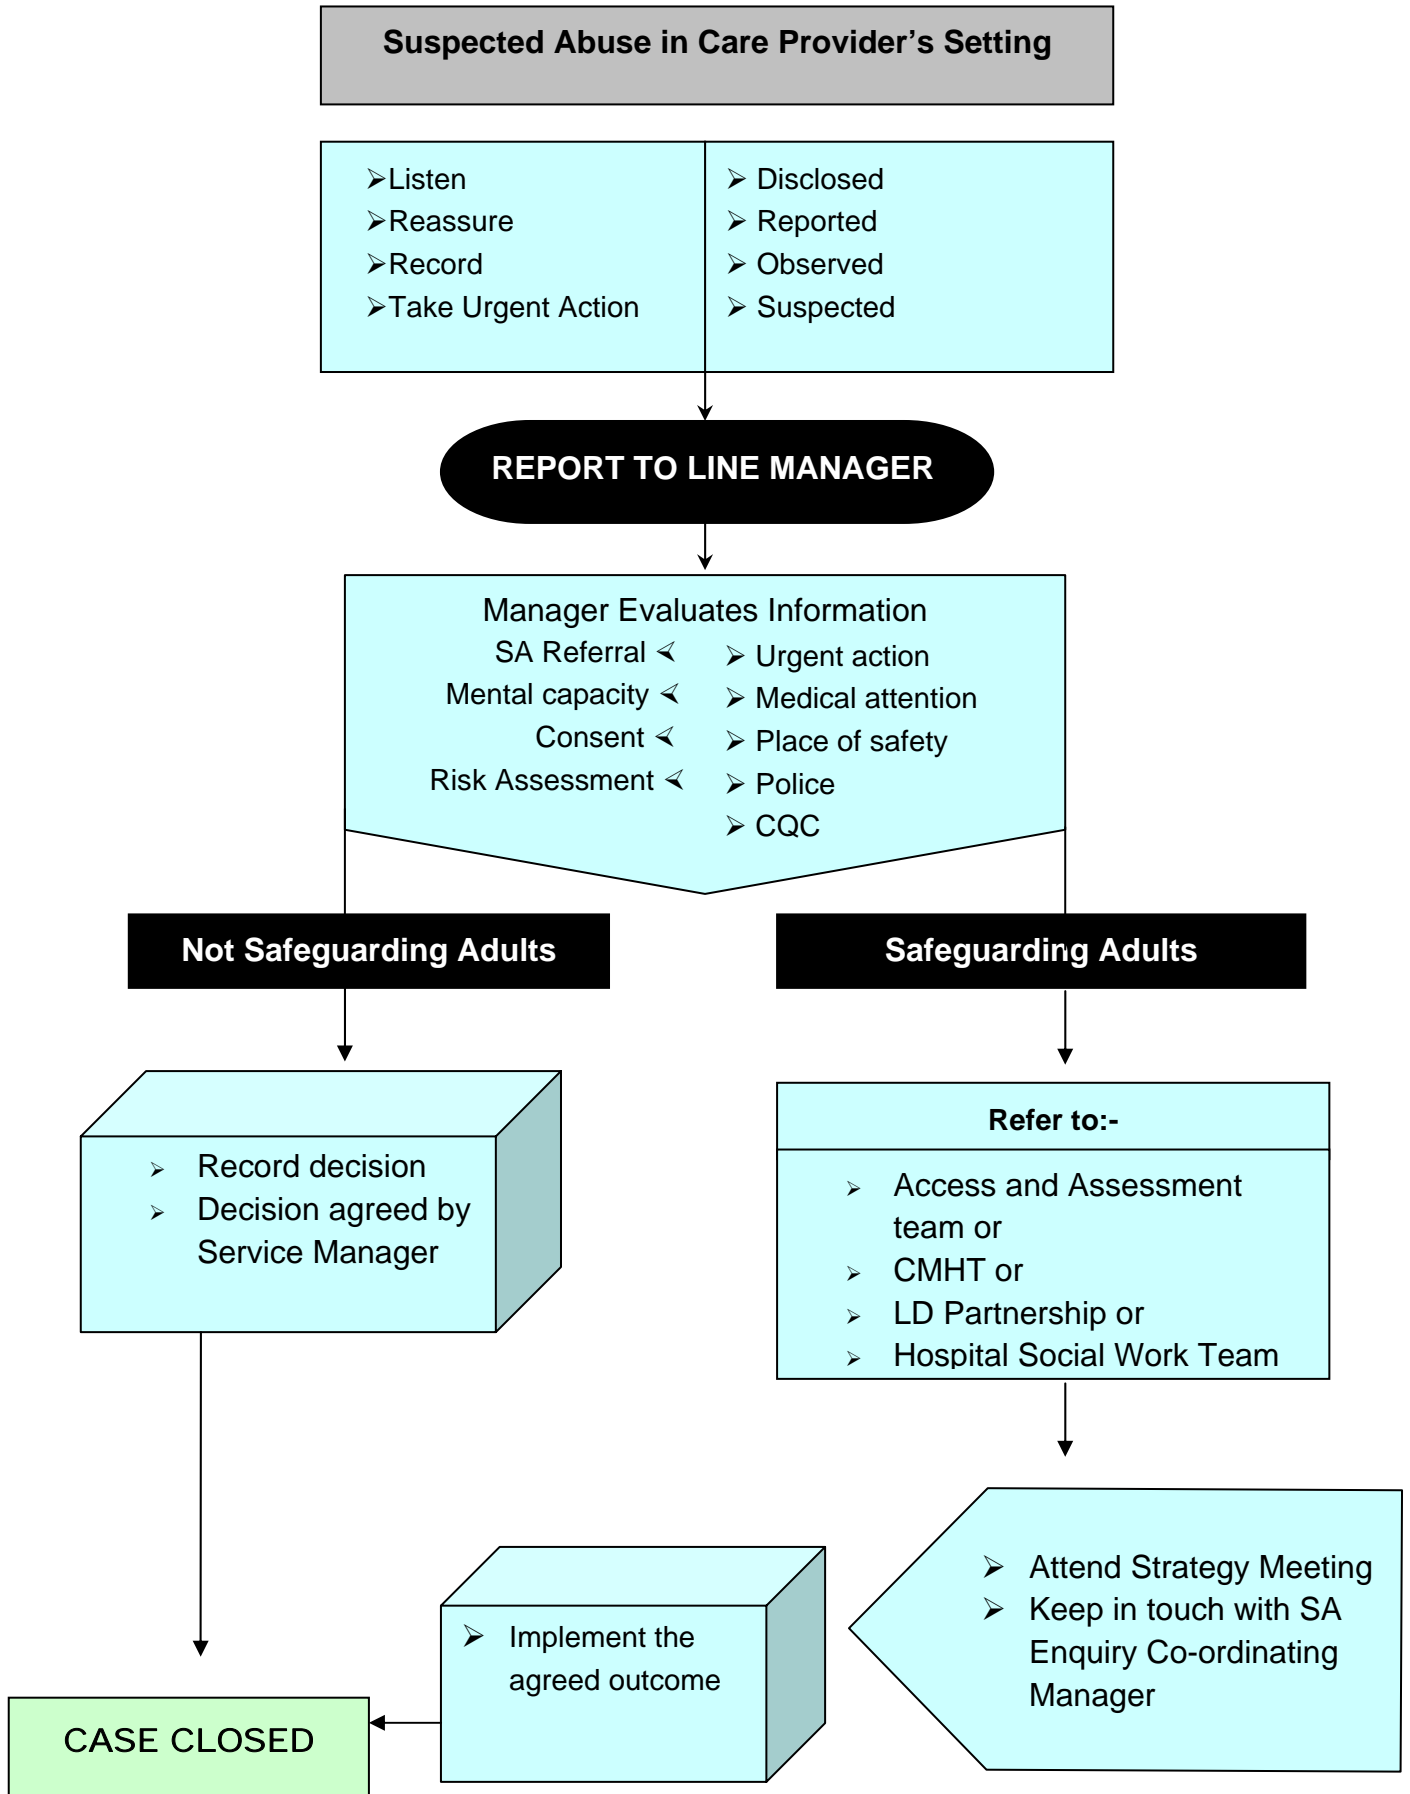 Suspected Abuse in Care Provider's Setting
➢Listen
➢Reassure
➢Record
➢Take Urgent Action
➢ Disclosed
➢ Reported
➢ Observed
➢ Suspected
REPORT TO LINE MANAGER
Manager Evaluates Information
SA Referral
Mental capacity
Consent
Risk Assessment
➢ Urgent action
➢ Medical attention
➢ Place of safety
➢ Police
➢ CQC
Not Safeguarding Adults
➢ Record decision
➢ Decision agreed by
Service Manager
Safeguarding Adults
Refer to:-
➢ Access and Assessment
team or
➢ CMHT or
➢ LD Partnership or
➢ Hospital Social Work Team
➢ Attend Strategy Meeting
➢ Keep in touch with SA
Enquiry Co-ordinating
Manager
➢ Implement the
agreed outcome
CASE CLOSED